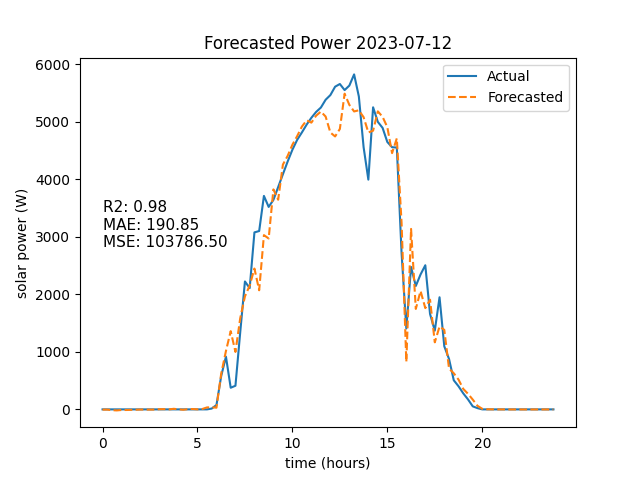 Forecasted Power 2023-07-12
Actual
Forecasted
6000
5000
4000
3000
2000
1000
0
solar power (W)
R2: 0.98
MAE: 190.85
MSE: 103786.50
0 5 10 15 20
time (hours)